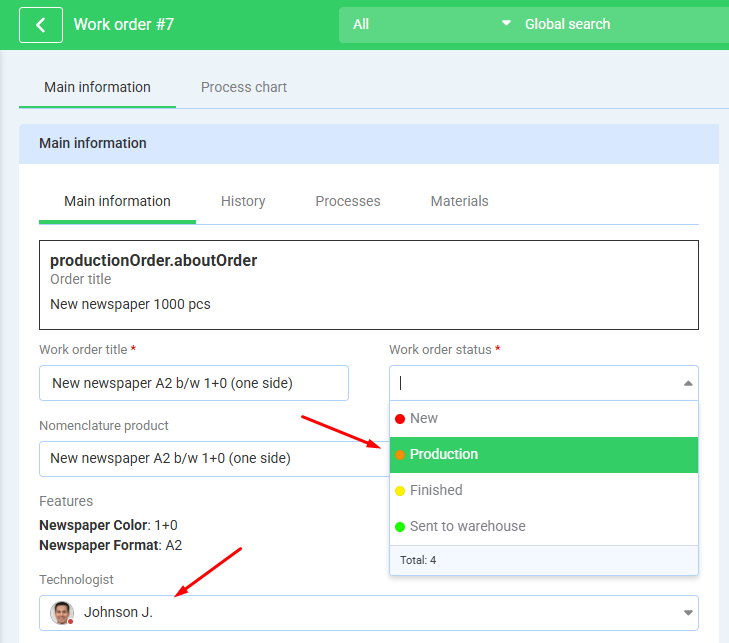 Work order #7
All
Global search
Main information
Process chart
Main information
Main information
History
Processes
Materials
productionOrder.aboutOrder
Order title
New newspaper 1000 pcs
Work order title *
Work order status *
New newspaper A2 b/w 1+0 (one side)
New
Nomenclature product
Production
New newspaper A2 b/w 1+0 (one side)
Finished
Features
Newspaper Color: 1+0
Sent to warehouse
Newspaper Format: A2
Total: 4
Technologist
Johnson J.